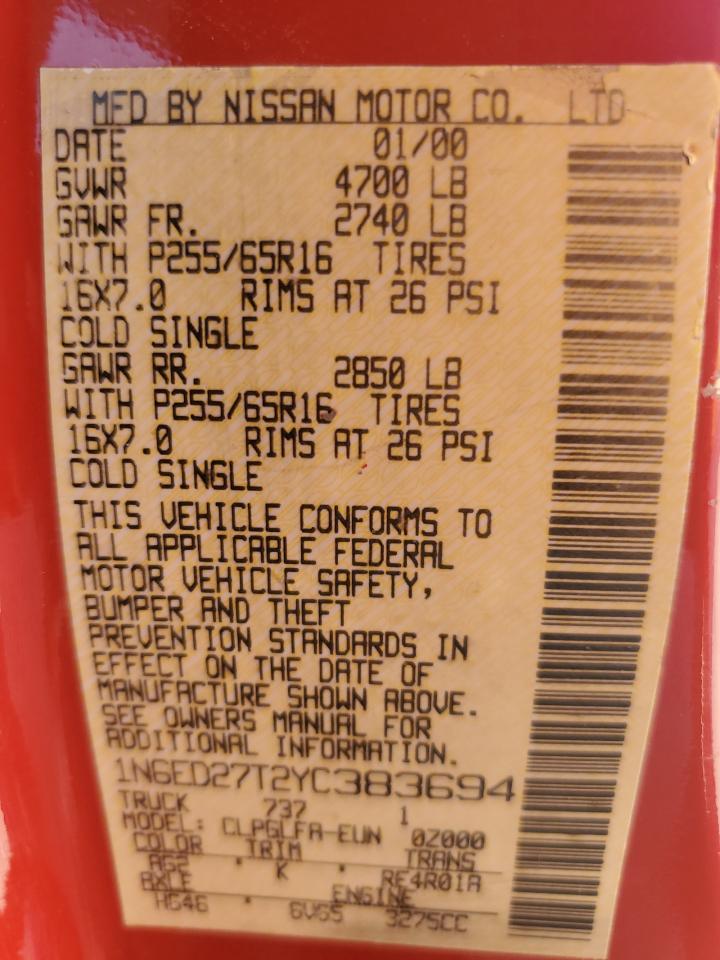 MFD BY NISSAN MOTOR CO. LTD
DATE 01/00
GVWR 4700 LB
GAWR FR. 2740 LB
WITH P255/65R16 TIRES
16X7.0 RIMS AT 26 PSI
COLD SINGLE
GAWR RR. 2850 LB
WITH P255/65R16 TIRES
16X7.0 RIMS AT 26 PSI
COLD SINGLE
THIS VEHICLE CONFORMS TO
ALL APPLICABLE FEDERAL
MOTOR VEHICLE SAFETY,
BUMPER AND THEFT
PREVENTION STANDARDS IN
EFFECT ON THE DATE OF
MANUFACTURE SHOWN ABOVE.
SEE OWNERS MANUAL FOR
ADDITIONAL INFORMATION.
1N6ED27T2YC383694
TRUCK 737 1
MODEL: CLPGLFA-EUN 0Z000
COLOR TRIM TRANS
· K · RE4R01A
AXLE ENGINE
HG46 · 3275CC